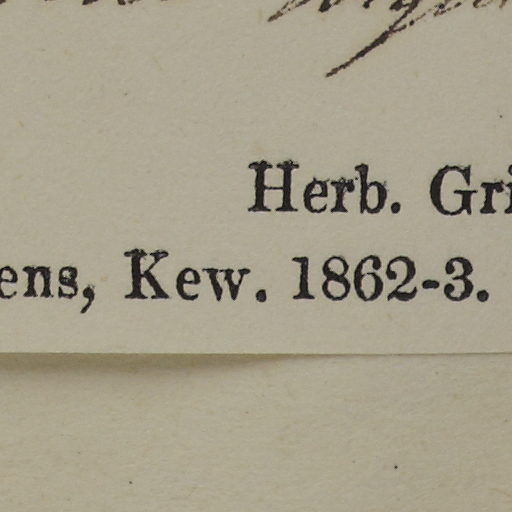 Herb. Gri
ens, Kew. 1862-3.